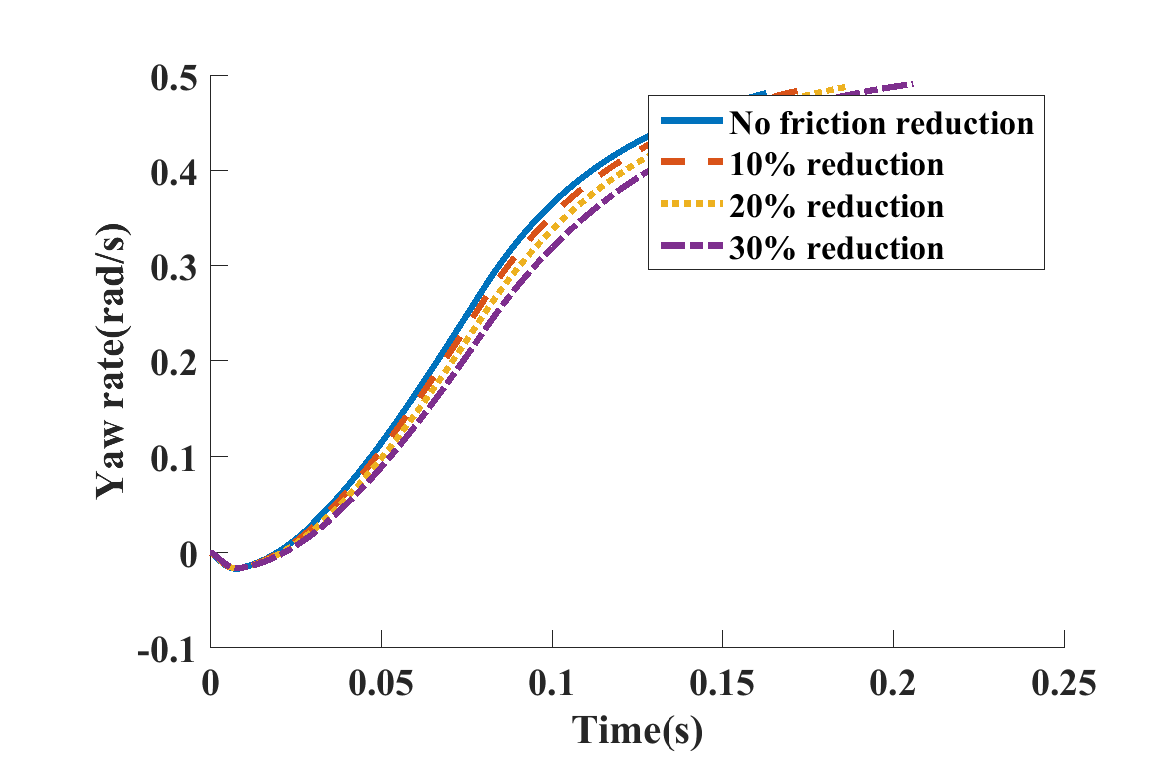 0.5
0.4
0.3
0.2
0.1
0
-0.1
Yaw rate(rad/s)
No friction reduction
10% reduction
20% reduction
30% reduction
0 0.05 0.1 0.15 0.2 0.25
Time(s)